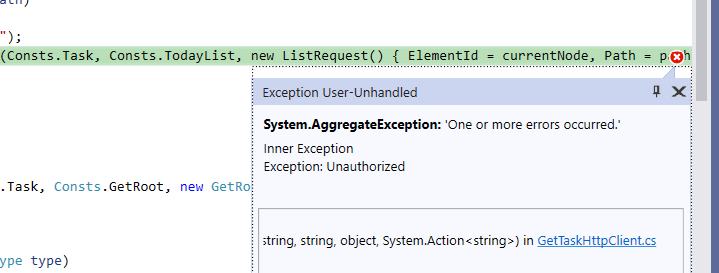 ath)
");
(Consts.Task, Consts.TodayList, new ListRequest() { ElementId = currentNode, Path = path
Exception User-Unhandled
System.AggregateException: 'One or more errors occurred.'
Inner Exception
Exception: Unauthorized
.Task, Consts.GetRoot, new GetRo
string, string, object, System.Action<string>) in GetTaskHttpClient.cs
ype type)